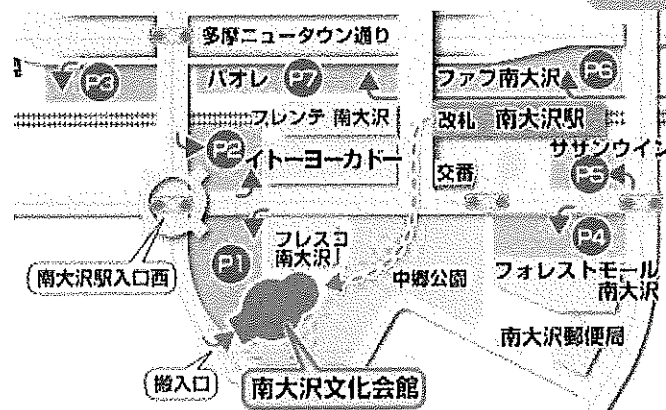 多摩ニュータウン通り
P3
パオレ
P7
ファブ南大沢
P6
フレンテ 南大沢
改札
南大沢駅
P2
イトーヨーカドー
交番
サザンウイン
P5
P1
フレスコ
南大沢
P4
中郷公園
フォレストモール
南大沢
南大沢駅入口西
南大沢郵便局
搬入口
南大沢文化会館